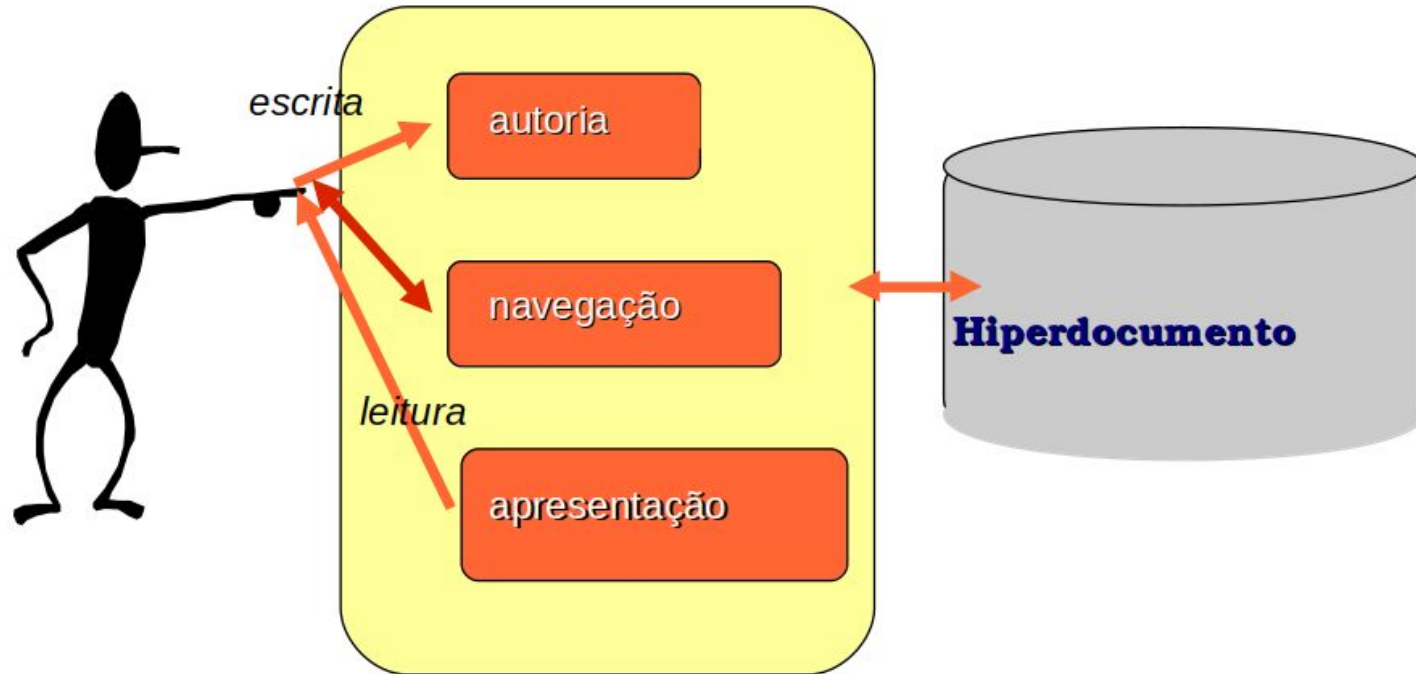 escrita
autoria
navegação
Hiperdocumento
leitura
apresentação